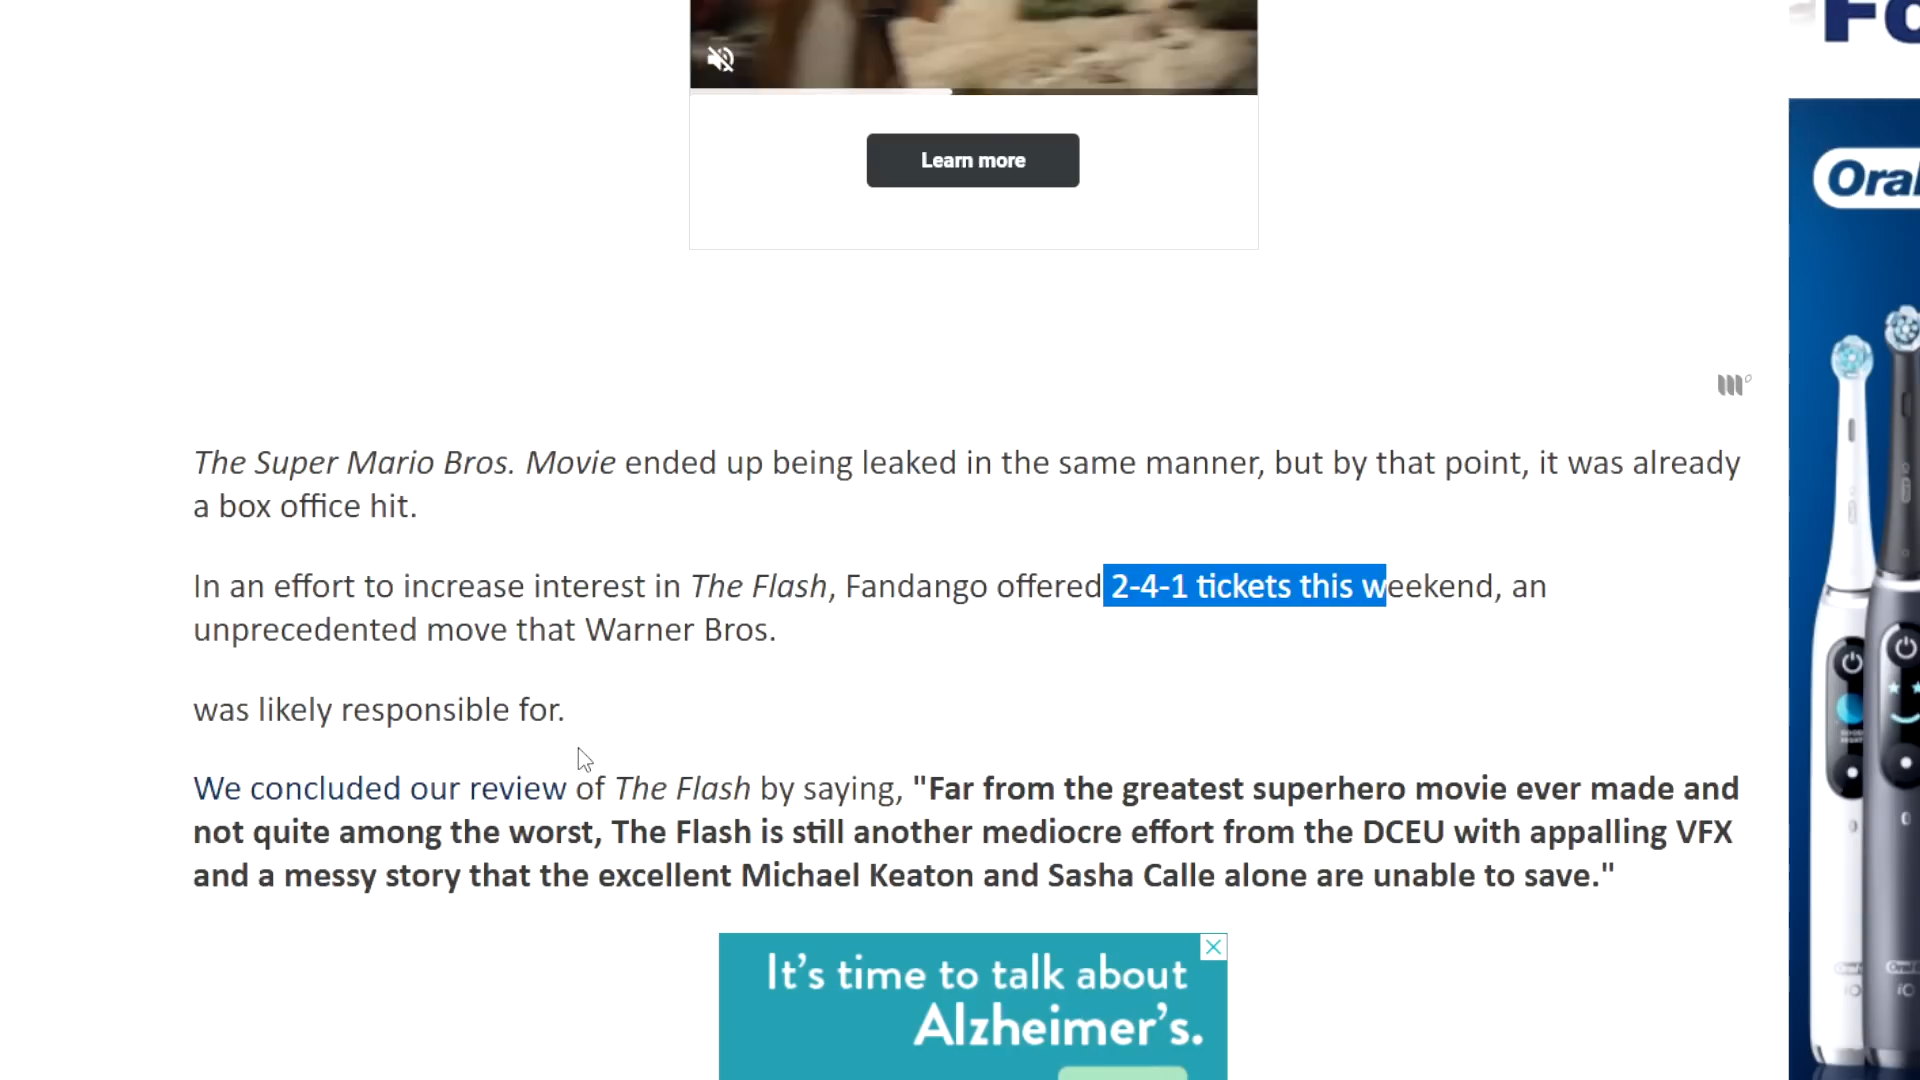 Fo
Learn more
Oral
The Super Mario Bros. Movie ended up being leaked in the same manner, but by that point, it was already
a box office hit.
In an effort to increase interest in The Flash, Fandango offered 2-4-1 tickets this weekend, an
unprecedented move that Warner Bros.
was likely responsible for.
We concluded our review of The Flash by saying, "Far from the greatest superhero movie ever made and
not quite among the worst, The Flash is still another mediocre effort from the DCEU with appalling VFX
and a messy story that the excellent Michael Keaton and Sasha Calle alone are unable to save."
It's time to talk about
Alzheimer's.
iO
iO